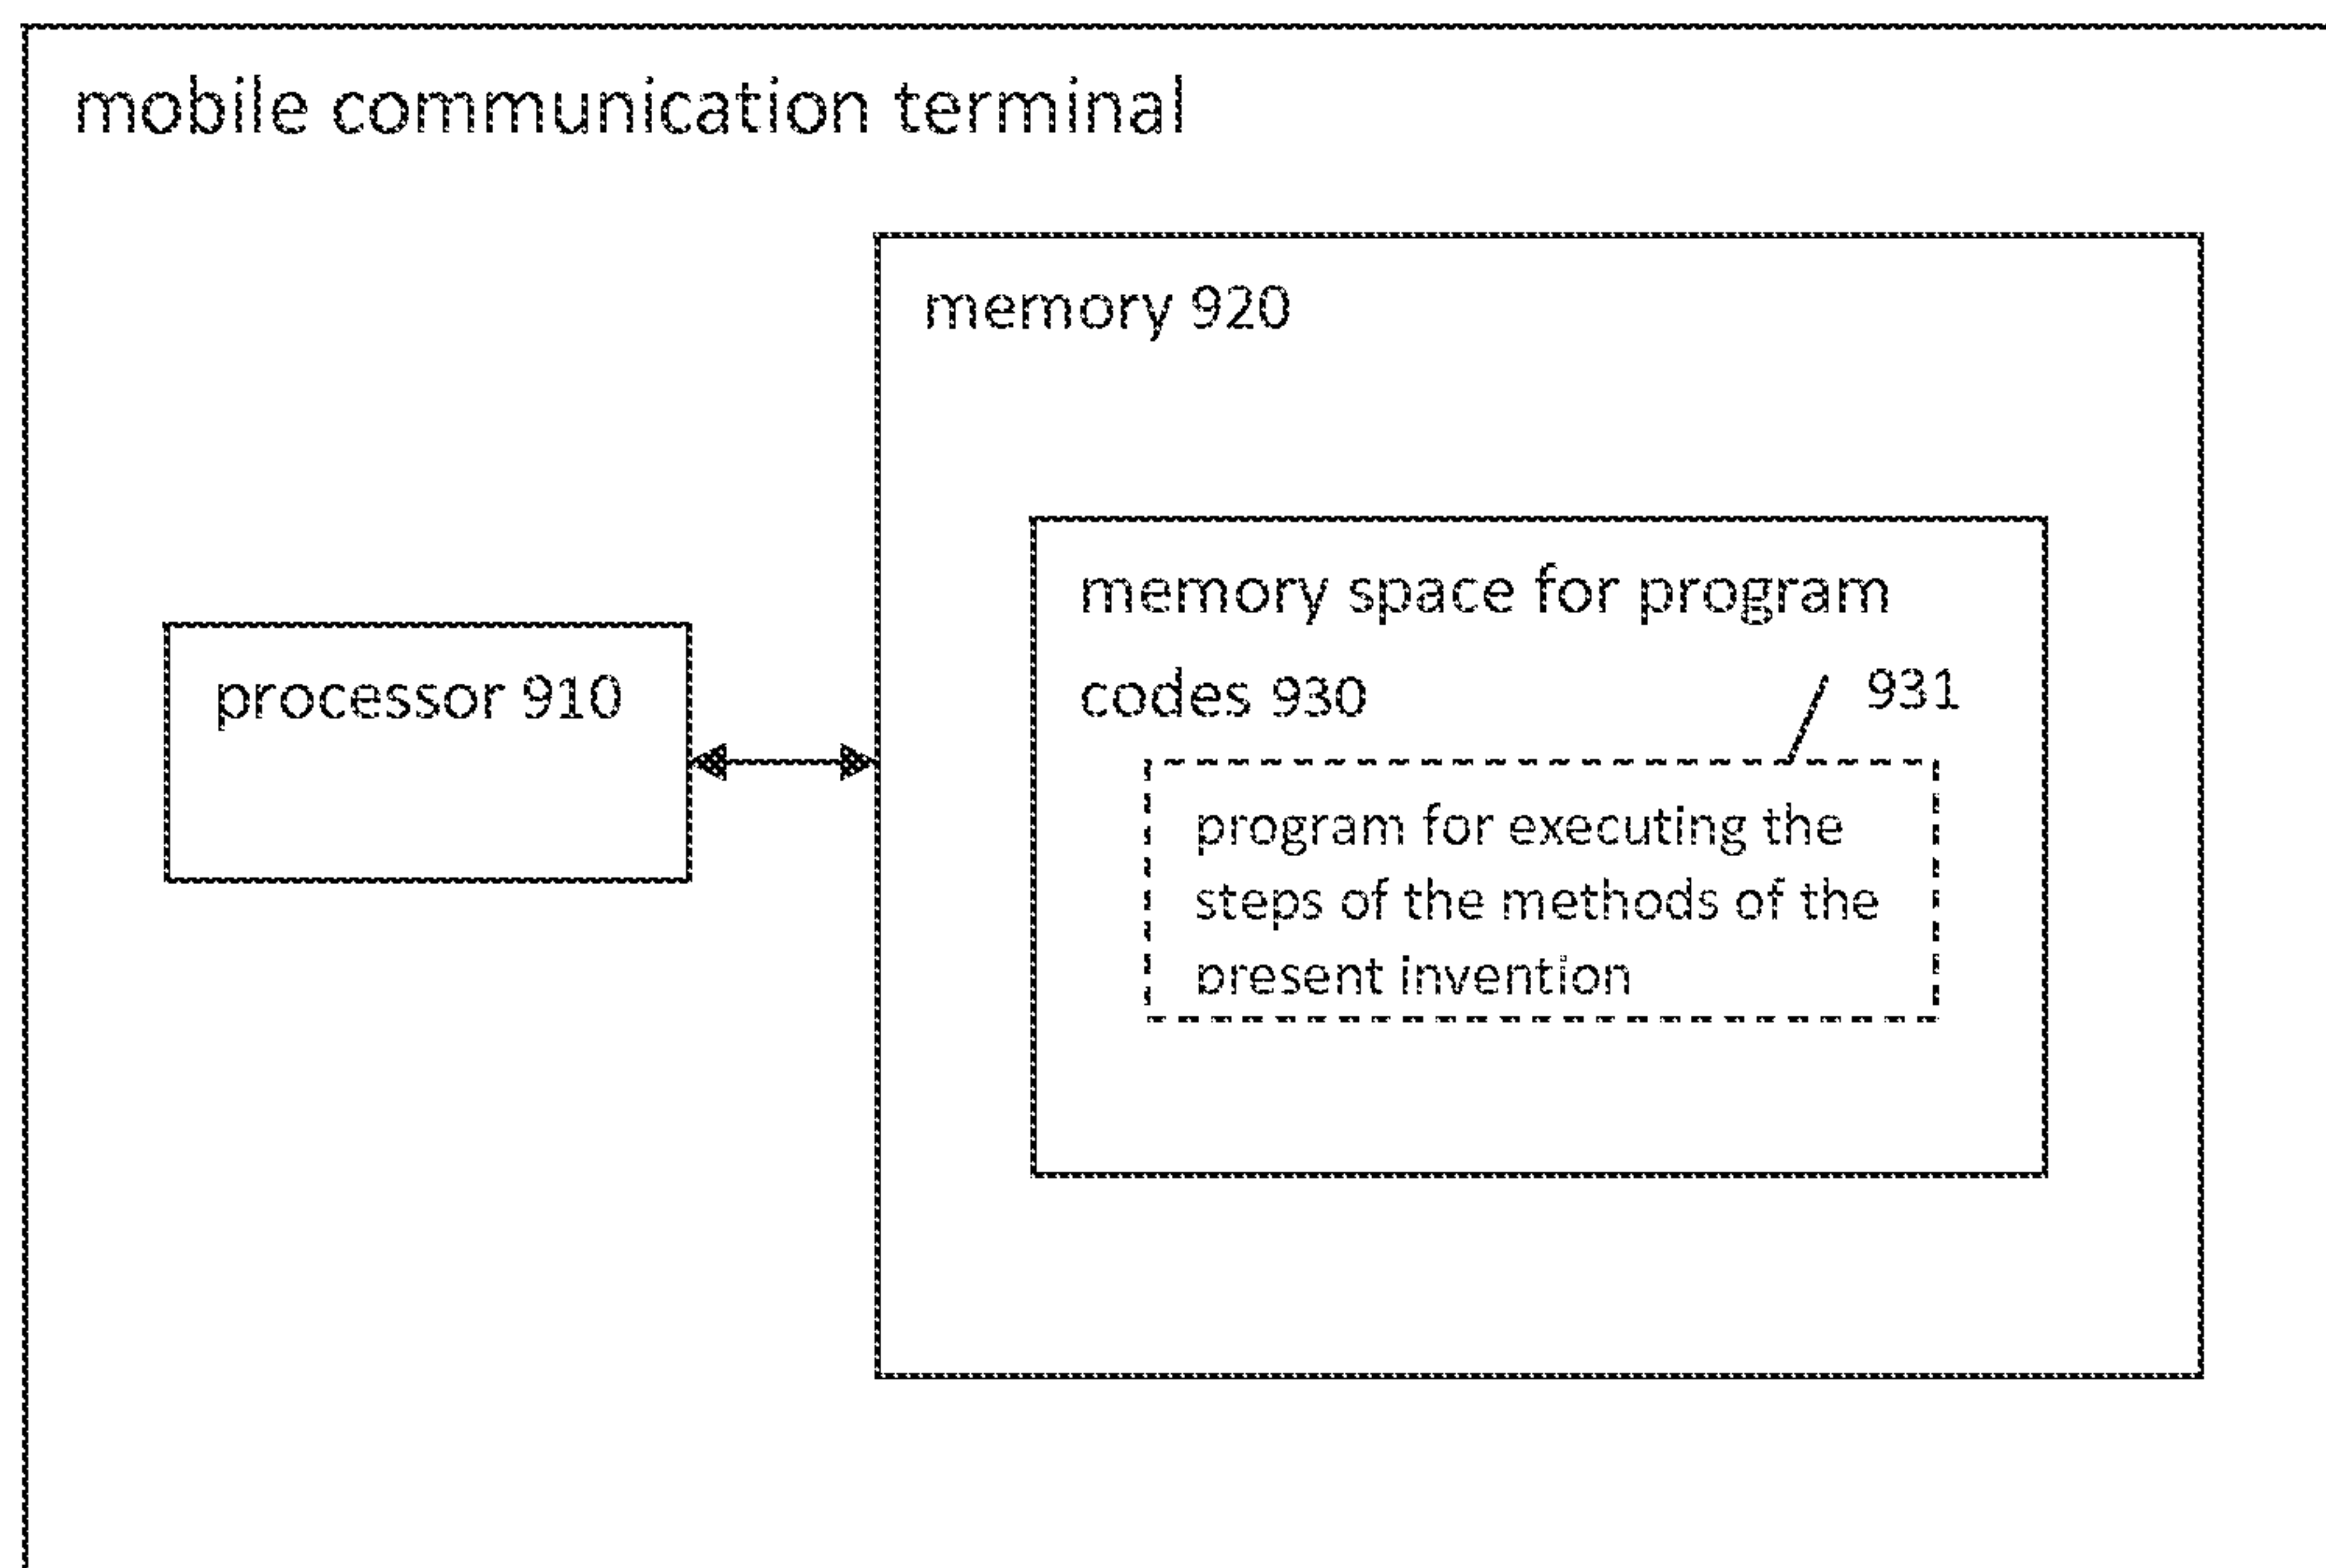 mobile communication terminal
memory 920
memory space for program
codes 930
931
processor 910
program for executing the
steps of the methods of the
present invention